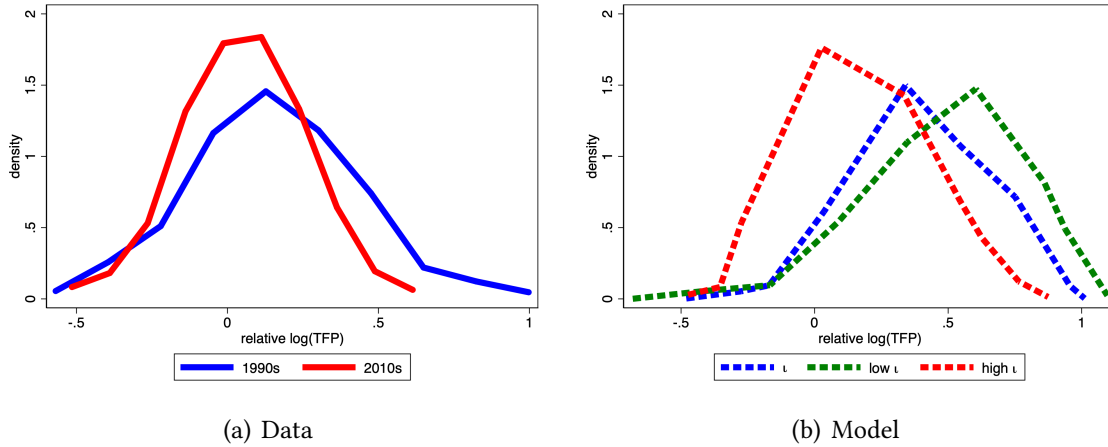 2
1.5
1
.5
0
density
-.5
0
.5
1
relative log(TFP)
1990s
2010s
(a) Data
2
1.5
1
.5
0
density
-.5
0
.5
1
relative log(TFP)
ι
low ι
high ι
(b) Model